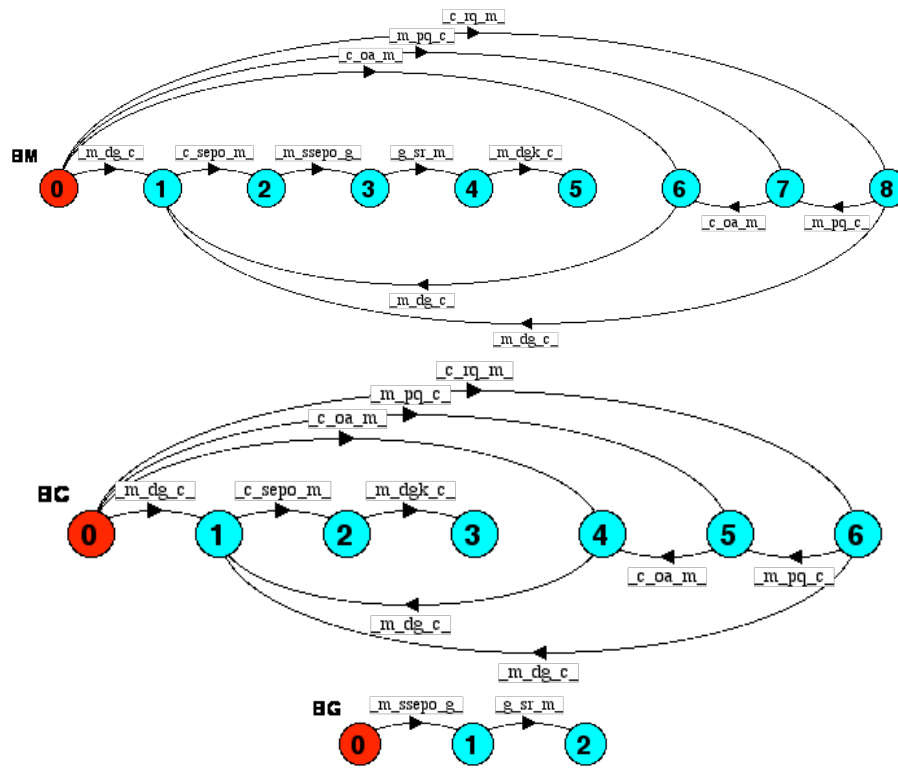 _c_rq_m_
_m_pq_c_
_c_oa_m_
BM
_m_dg_c_ _c_sepo_m_ _m_ssepo_g_ _g_sr_m_ _m_dgk_c_
0 1 2 3 4 5 6 7 8
_c_oa_m_ _m_pq_c_
_m_dg_c_
_m_dg_c_
_c_rq_m_
_m_pq_c_
_c_oa_m_
BC
_m_dg_c_ _c_sepo_m_ _m_dgk_c_
0 1 2 3 4 5 6
_c_oa_m_ _m_pq_c_
_m_dg_c_
_m_dg_c_
BG
_m_ssepo_g_ _g_sr_m_
0 1 2